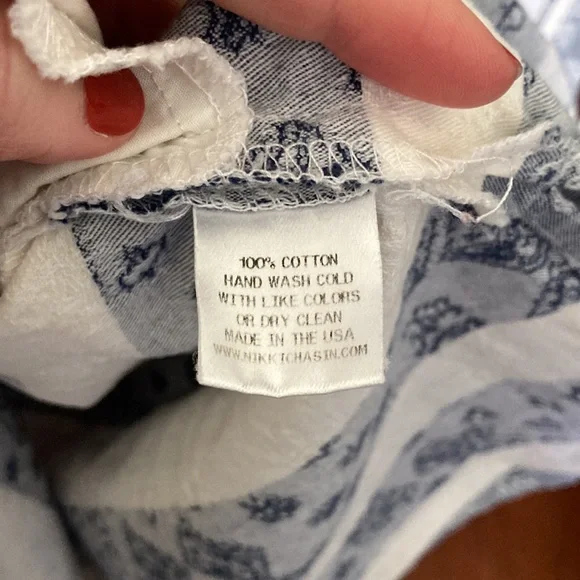 100% COTTON
HAND WASH COLD
WITH LIKE COLORS
OR DRY CLEAN
MADE IN THE USA
WWW.NIKKICHASIN.COM